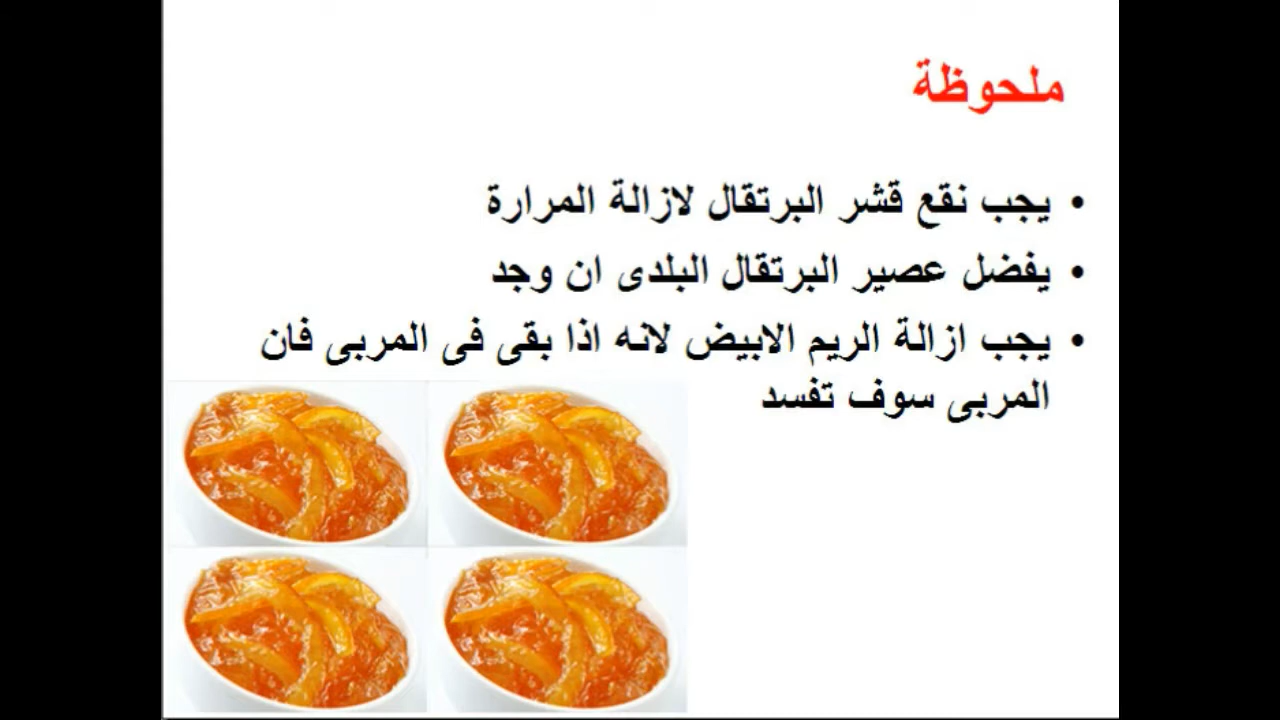 ملحوظة
• يجب نقع قشر البرتقال لازالة المرارة
• يفضل عصير البرتقال البلدى ان وجد
• يجب ازالة الريم الابيض لانه اذا بقى فى المربى فان
المربى سوف تفسد